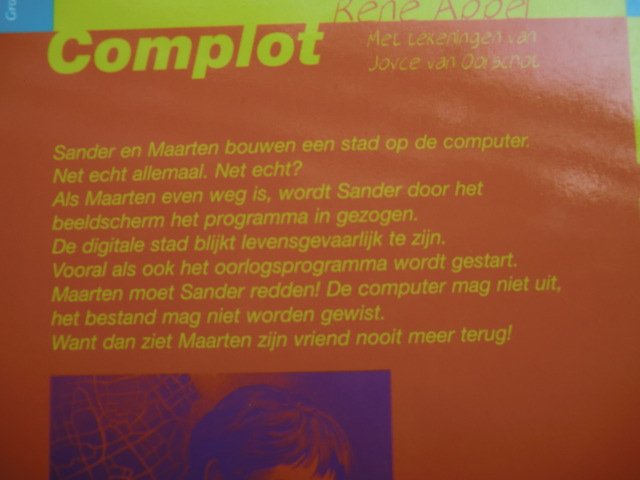 Gro
René Appel
Complot
Met tekeningen van
Joyce van Oorschot
Sander en Maarten bouwen een stad op de computer.
Net echt allemaal. Net echt?
Als Maarten even weg is, wordt Sander door het
beeldscherm het programma in gezogen.
De digitale stad blijkt levensgevaarlijk te zijn.
Vooral als ook het oorlogsprogramma wordt gestart.
Maarten moet Sander redden! De computer mag niet uit,
het bestand mag niet worden gewist.
Want dan ziet Maarten zijn vriend nooit meer terug!